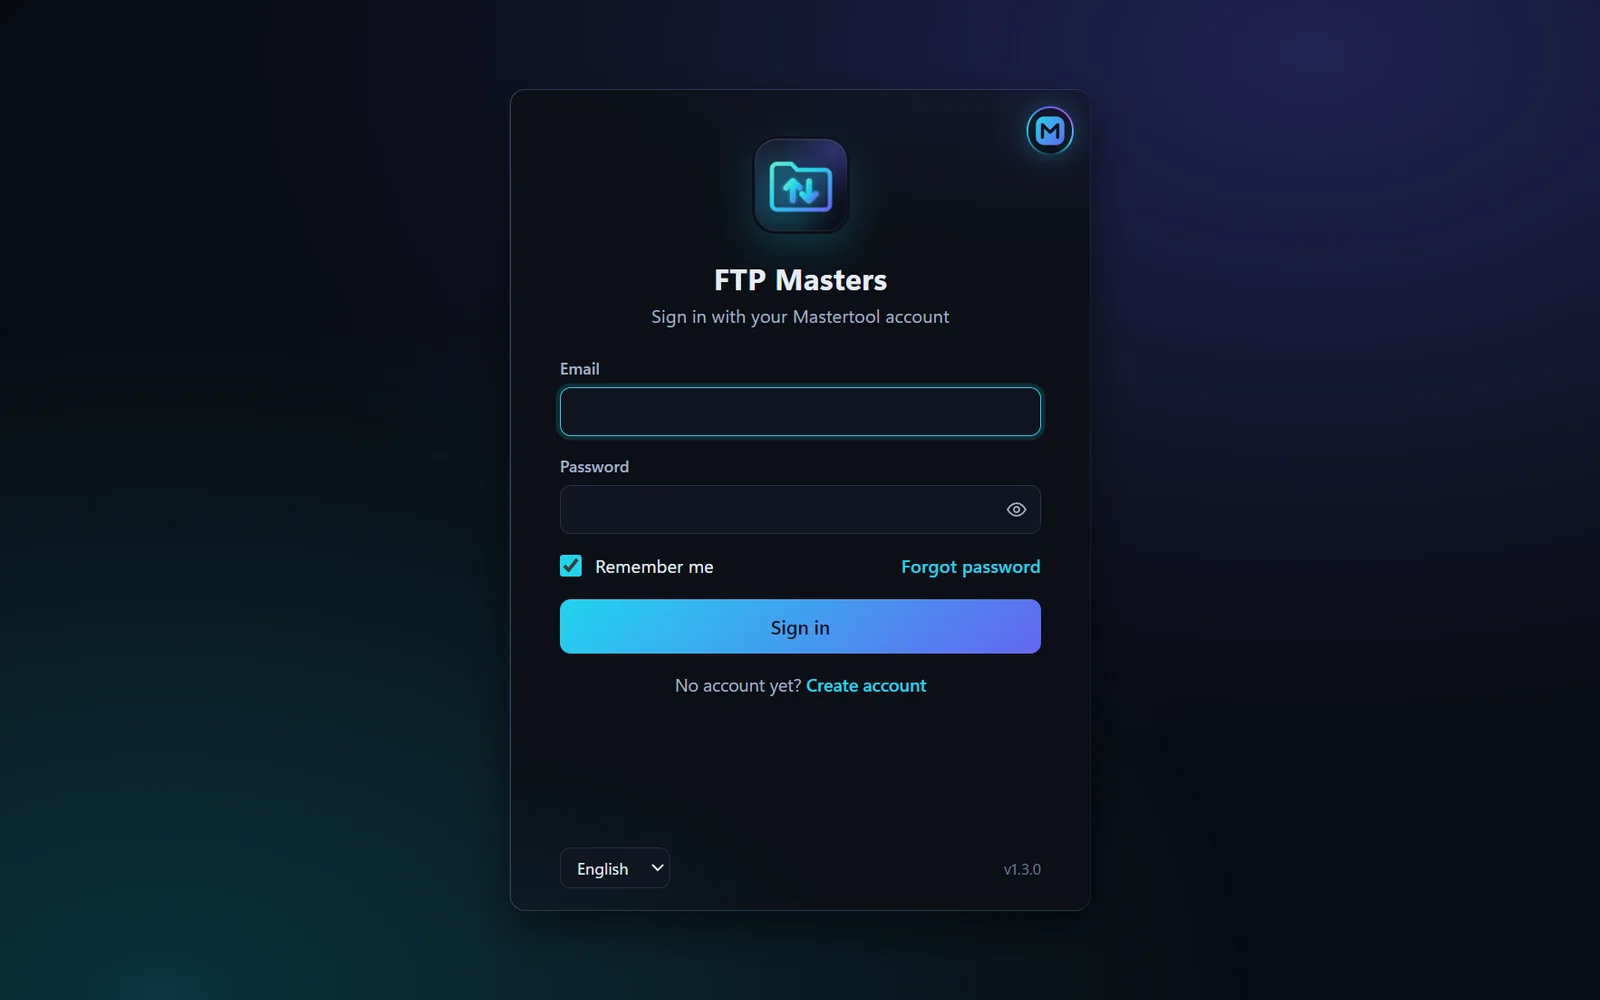 M
FTP Masters
Sign in with your Mastertool account
Email
Password
Remember me
Forgot password
Sign in
No account yet? Create account
English
v1.3.0